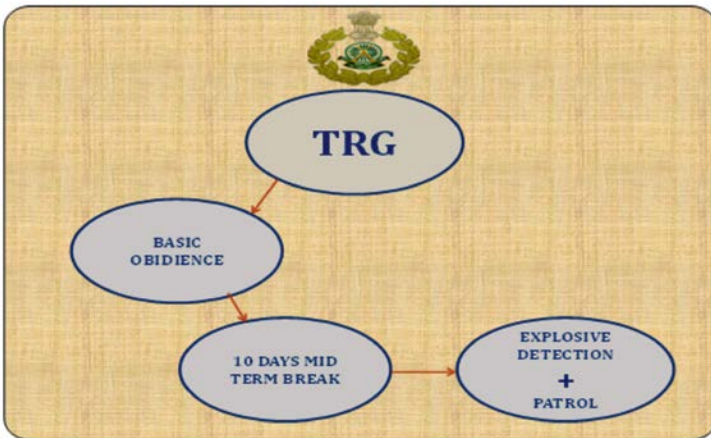 TRG
BASIC
OBIDIENCE
10 DAYS MID
TERM BREAK
EXPLOSIVE
DETECTION
+
PATROL